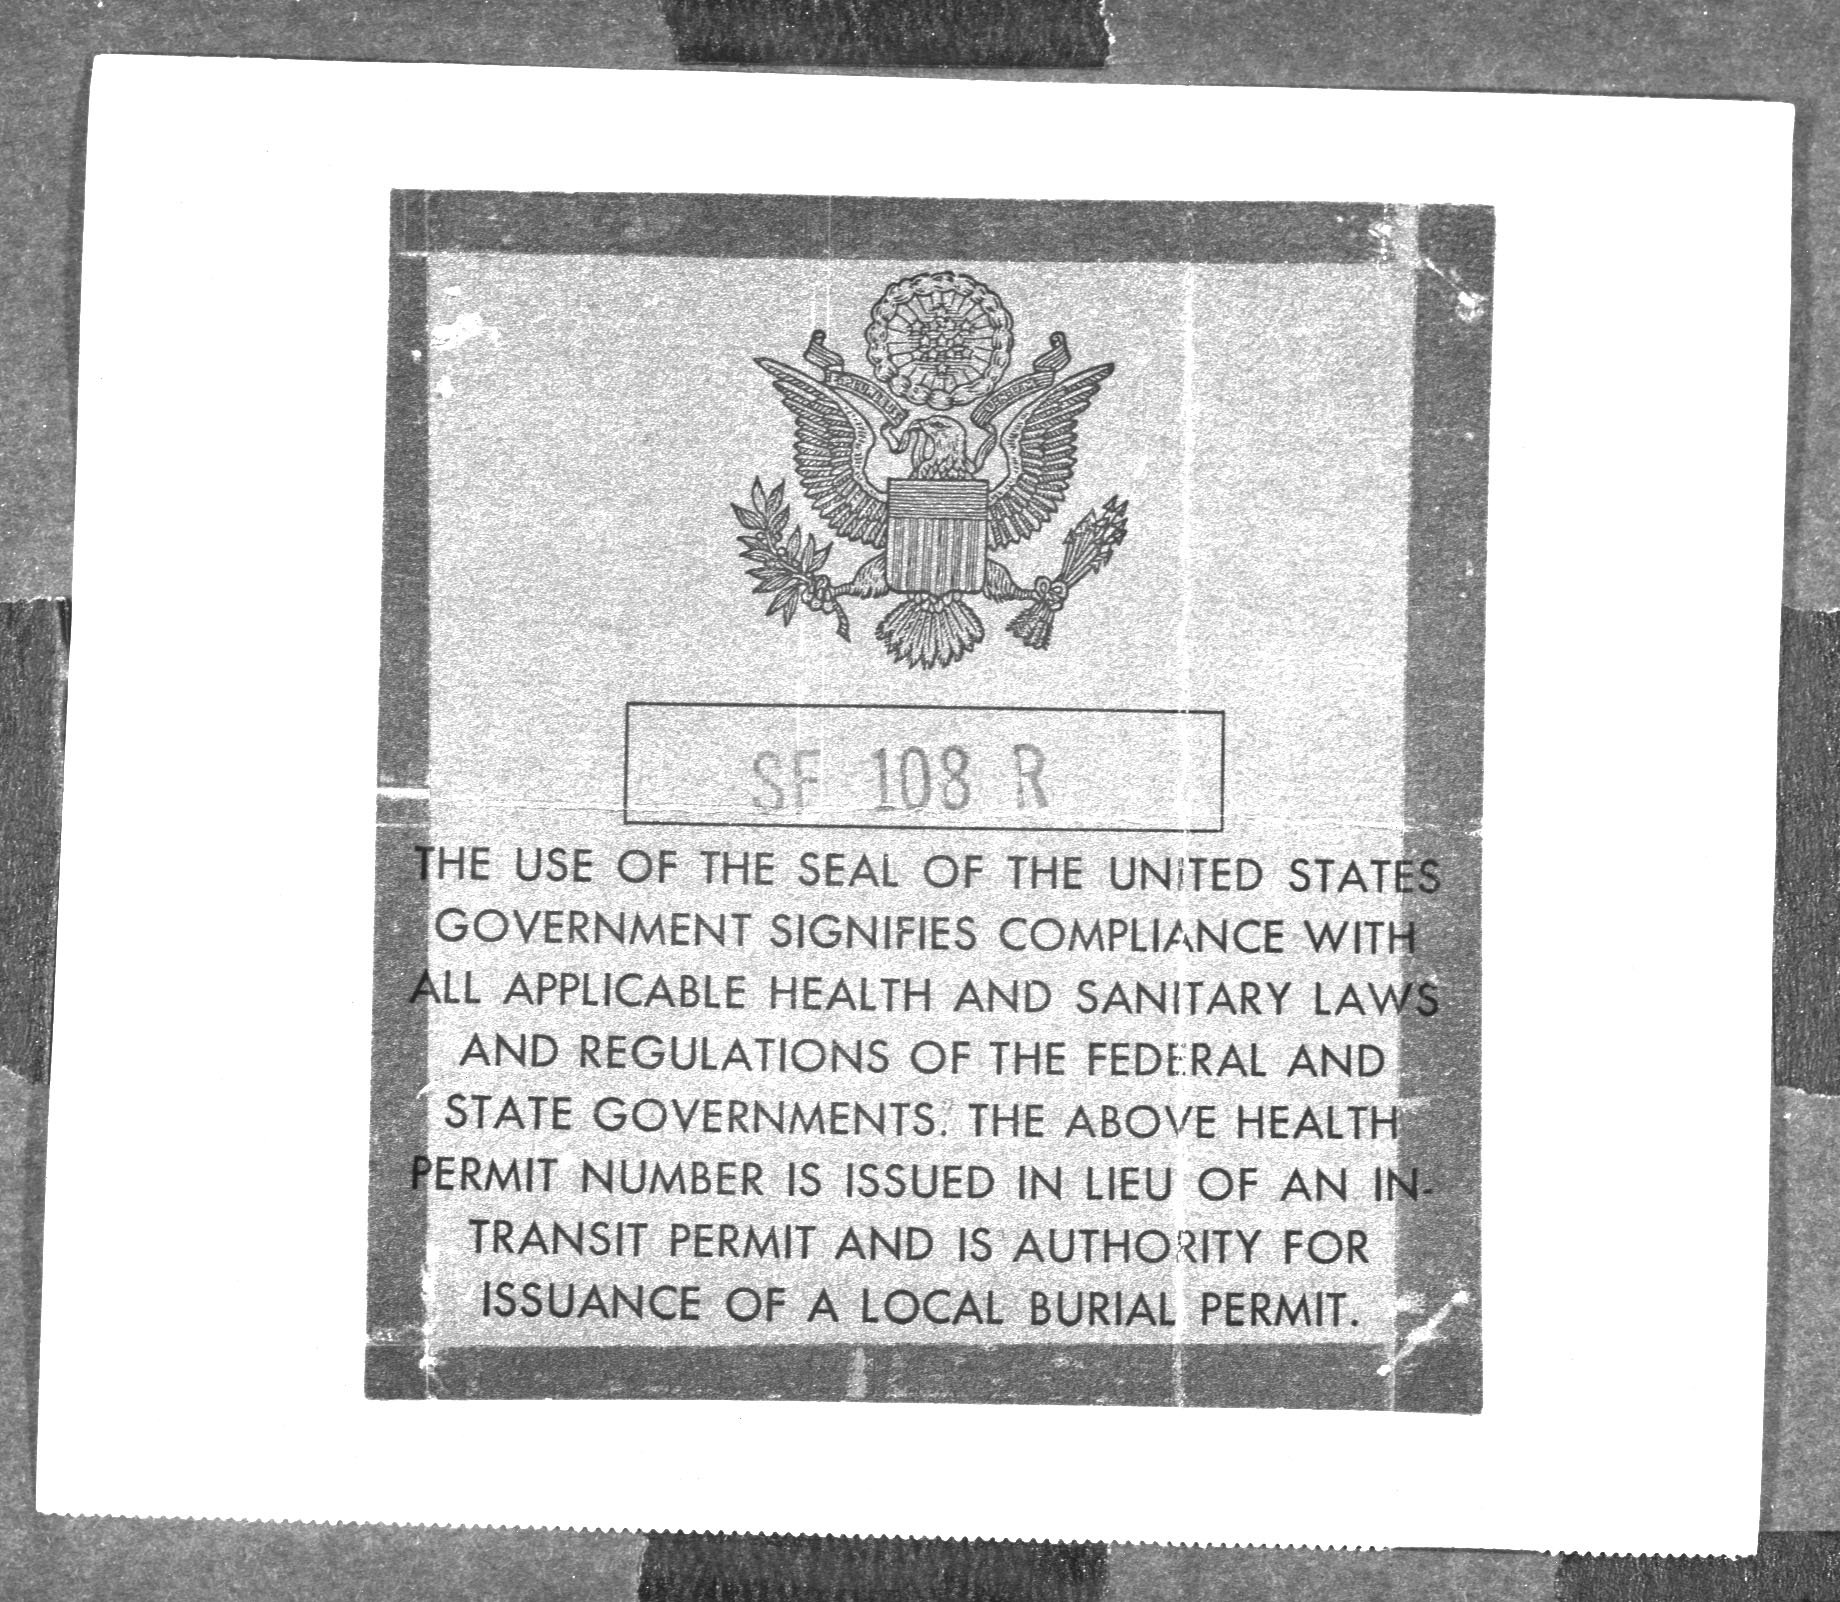 SF 108 R
THE USE OF THE SEAL OF THE UNITED STATES
GOVERNMENT SIGNIFIES COMPLIANCE WITH
ALL APPLICABLE HEALTH AND SANITARY LAWS
AND REGULATIONS OF THE FEDERAL AND
STATE GOVERNMENTS. THE ABOVE HEALTH
PERMIT NUMBER IS ISSUED IN LIEU OF AN IN-
TRANSIT PERMIT AND IS AUTHORITY FOR
ISSUANCE OF A LOCAL BURIAL PERMIT.